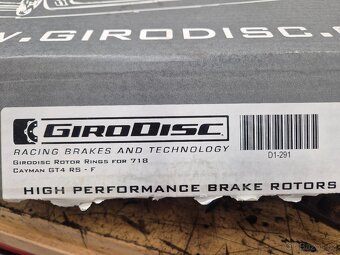 W.GIRODISC.
GIRODISC
RACING BRAKES AND TECHNOLOGY
GIRODISC ROTOR RINGS FOR 718
CAYMAN GT4 RS - F
D1-291
HIGH PERFORMANCE BRAKE ROTORS